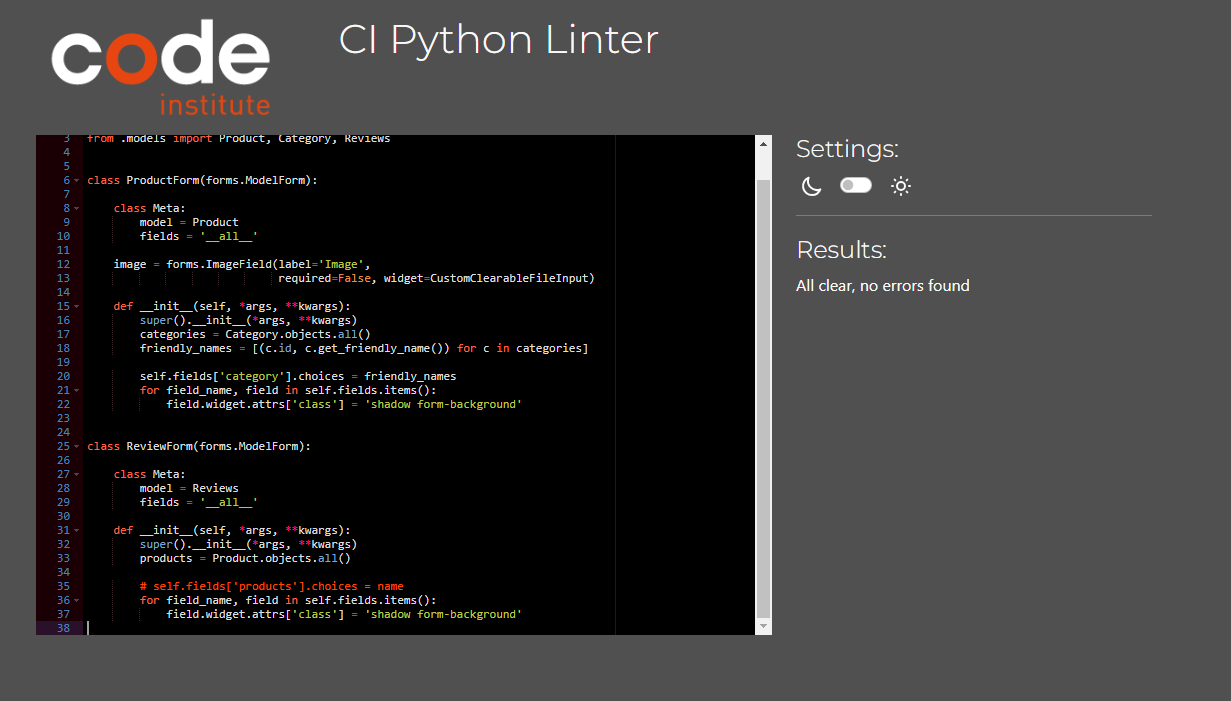 code
institute
CI Python Linter
3 from .models import Product, Category, Reviews
4
5
6 class ProductForm(forms.ModelForm):
7
8     class Meta:
9         model = Product
10         fields = '__all__'
11
12     image = forms.ImageField(label='Image',
13                              required=False, widget=CustomClearableFileInput)
14
15     def __init__(self, *args, **kwargs):
16         super().__init__(*args, **kwargs)
17         categories = Category.objects.all()
18         friendly_names = [(c.id, c.get_friendly_name()) for c in categories]
19
20         self.fields['category'].choices = friendly_names
21         for field_name, field in self.fields.items():
22             field.widget.attrs['class'] = 'shadow form-background'
23
24
25 class ReviewForm(forms.ModelForm):
26
27     class Meta:
28         model = Reviews
29         fields = '__all__'
30
31     def __init__(self, *args, **kwargs):
32         super().__init__(*args, **kwargs)
33         products = Product.objects.all()
34
35         # self.fields['products'].choices = name
36         for field_name, field in self.fields.items():
37             field.widget.attrs['class'] = 'shadow form-background'
38
Settings:
Results:
All clear, no errors found